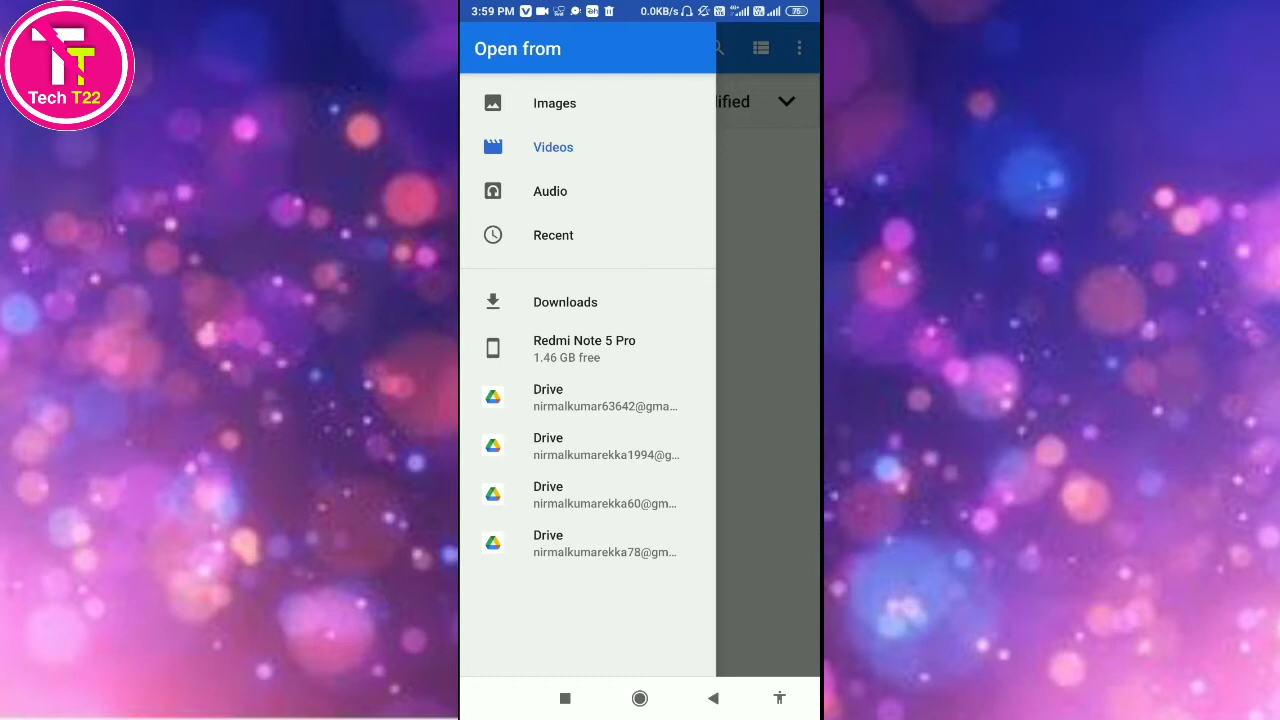 Tech T22
3:59 PM
0.0KB/s
75
Open from
Images
ified
Videos
Audio
Recent
Downloads
Redmi Note 5 Pro
1.46 GB free
Drive
nirmalkumar63642@gma...
Drive
nirmalkumarekka1994@g...
Drive
nirmalkumarekka60@gm...
Drive
nirmalkumarekka78@gm...